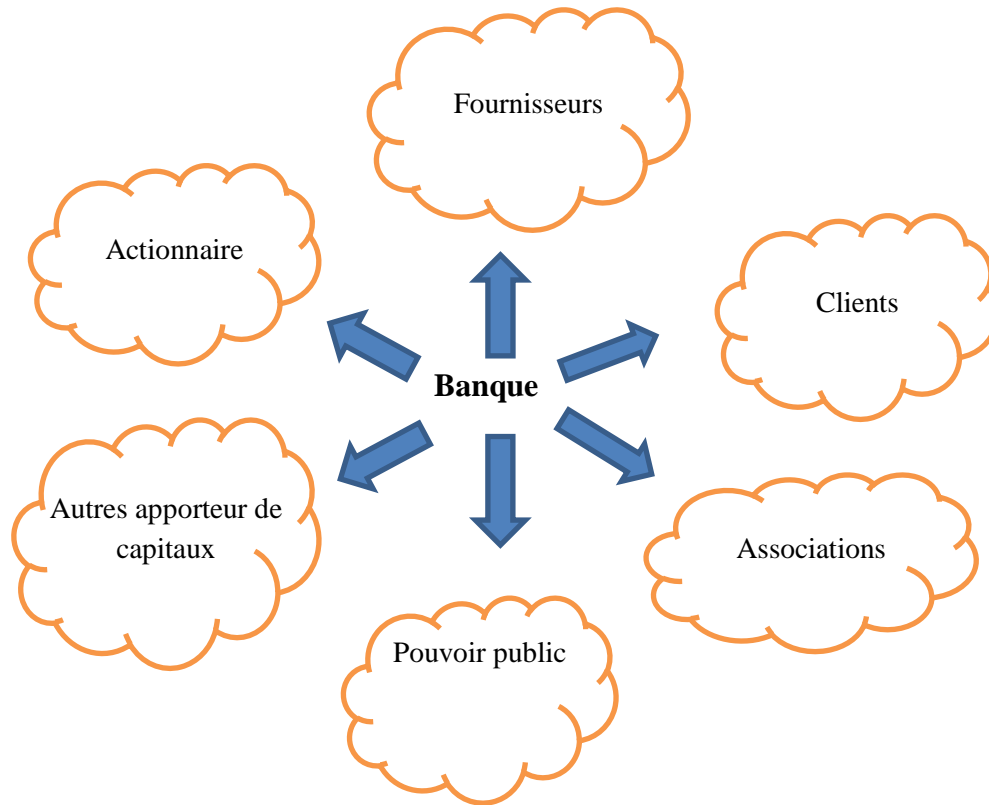 Fournisseurs
Actionnaire
Clients
Banque
Autres apporteur de
capitaux
Associations
Pouvoir public